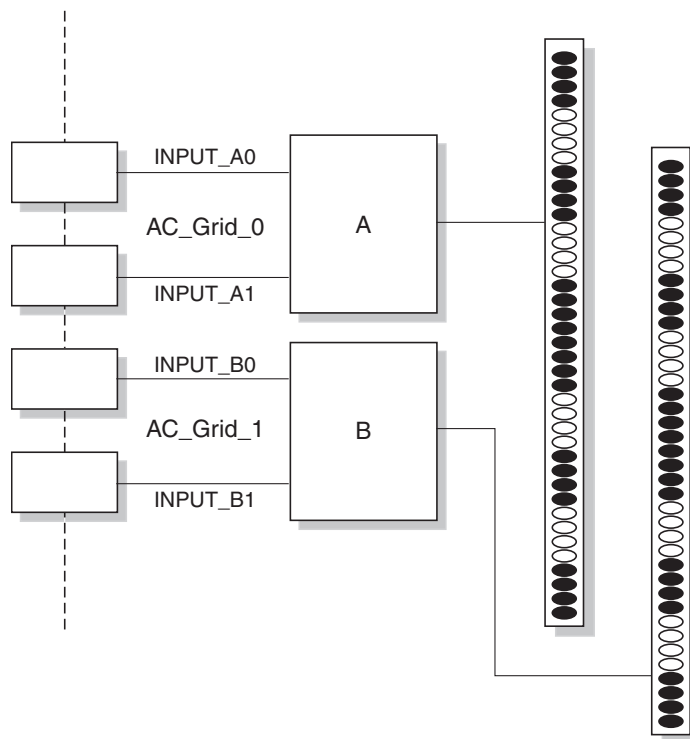 INPUT_A0
AC_Grid_0
A
INPUT_A1
INPUT_B0
AC_Grid_1
B
INPUT_B1